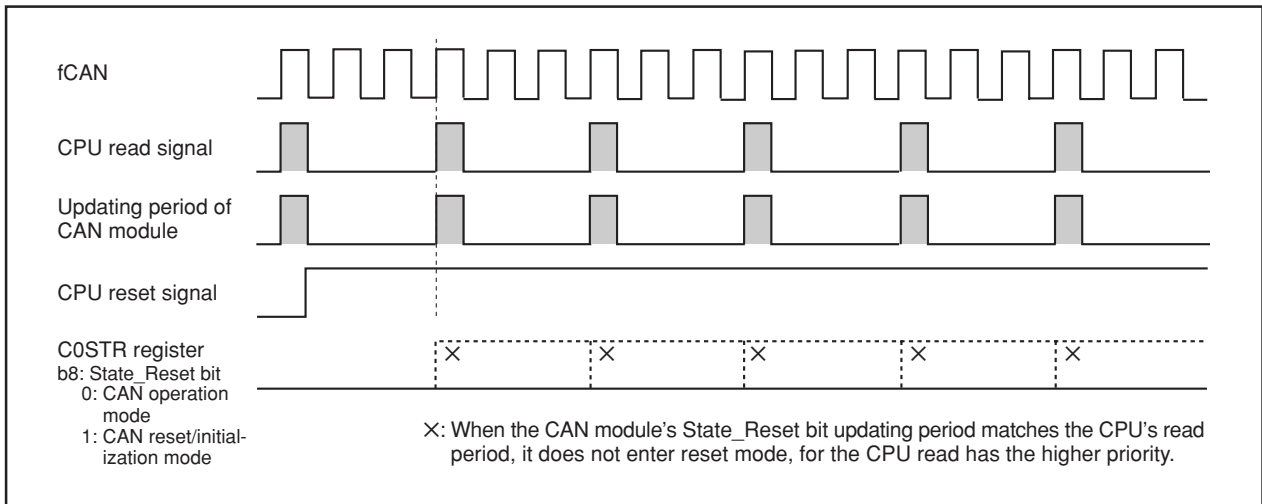 fCAN
CPU read signal
Updating period of
CAN module
CPU reset signal
C0STR register
b8: State_Reset bit
0: CAN operation
mode
1: CAN reset/initial-
ization mode
✕ ✕ ✕ ✕ ✕
✕: When the CAN module's State_Reset bit updating period matches the CPU's read
period, it does not enter reset mode, for the CPU read has the higher priority.